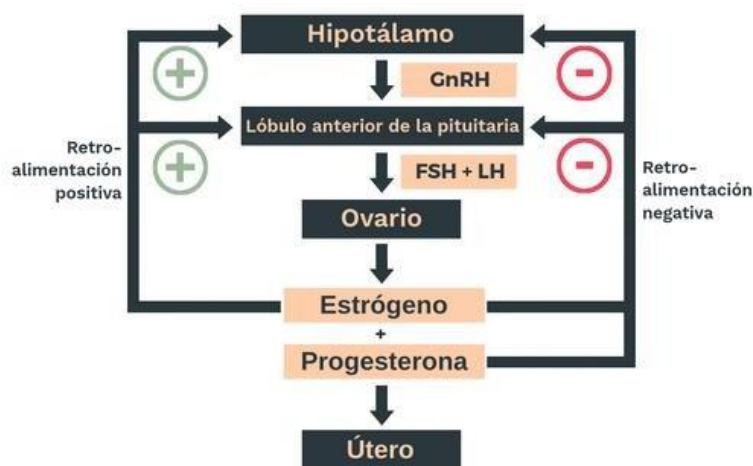 Hipotálamo
+
-
GnRH
Lóbulo anterior de la pituitaria
Retro-
alimentación
positiva
+
-
Retro-
alimentación
negativa
FSH + LH
Ovario
Estrógeno
+
Progesterona
Útero